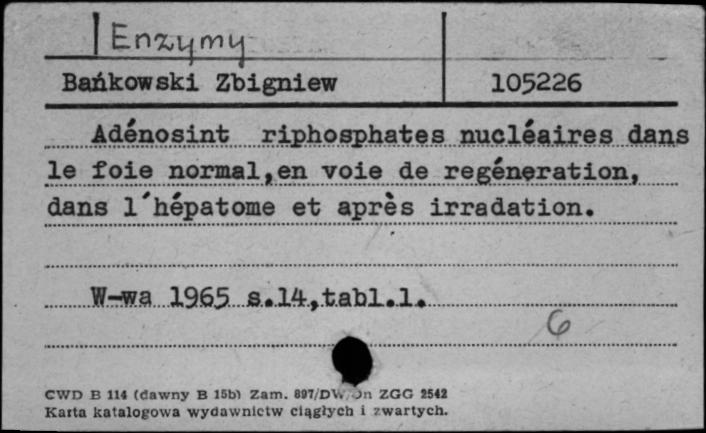 Enzymy
Bańkowski Zbigniew 105226
Adénosint riphosphates nucléaires dans
le foie normal,en voie de regéneration,
dans l'hépatome et après irradation.
W-wa 1965 s.14,tabl.1.
6
CWD B 114 (dawny B 15b) Zam. 897/DW/ ZGG 2542
Karta katalogowa wydawnictw ciągłych i zwartych.